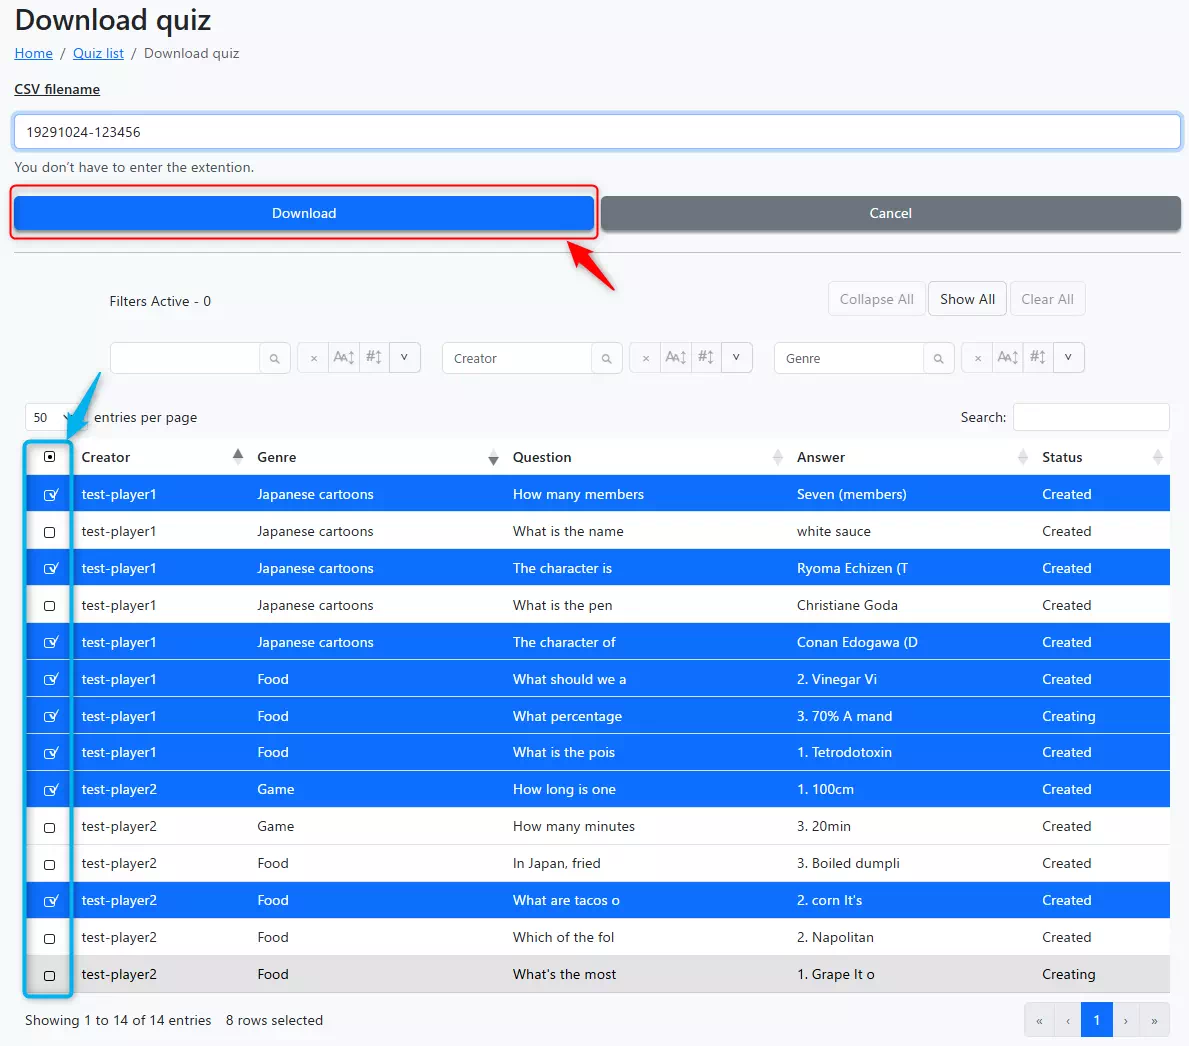 Download quiz
Home / Quiz list / Download quiz
CSV filename
19291024-123456
You don't have to enter the extention.
Download Cancel
Filters Active - 0 Collapse All Show All Clear All
Creator Genre
50 entries per page Search:
Creator Genre Question Answer Status
test-player1 Japanese cartoons How many members Seven (members) Created
test-player1 Japanese cartoons What is the name white sauce Created
test-player1 Japanese cartoons The character is Ryoma Echizen (T Created
test-player1 Japanese cartoons What is the pen Christiane Goda Created
test-player1 Japanese cartoons The character of Conan Edogawa (D Created
test-player1 Food What should we a 2. Vinegar Vi Created
test-player1 Food What percentage 3. 70% A mand Creating
test-player1 Food What is the pois 1. Tetrodotoxin Created
test-player2 Game How long is one 1. 100cm Created
test-player2 Game How many minutes 3. 20min Created
test-player2 Food In Japan, fried 3. Boiled dumpli Created
test-player2 Food What are tacos o 2. corn It's Created
test-player2 Food Which of the fol 2. Napolitan Created
test-player2 Food What's the most 1. Grape It o Creating
Showing 1 to 14 of 14 entries 8 rows selected « ‹ 1 › »